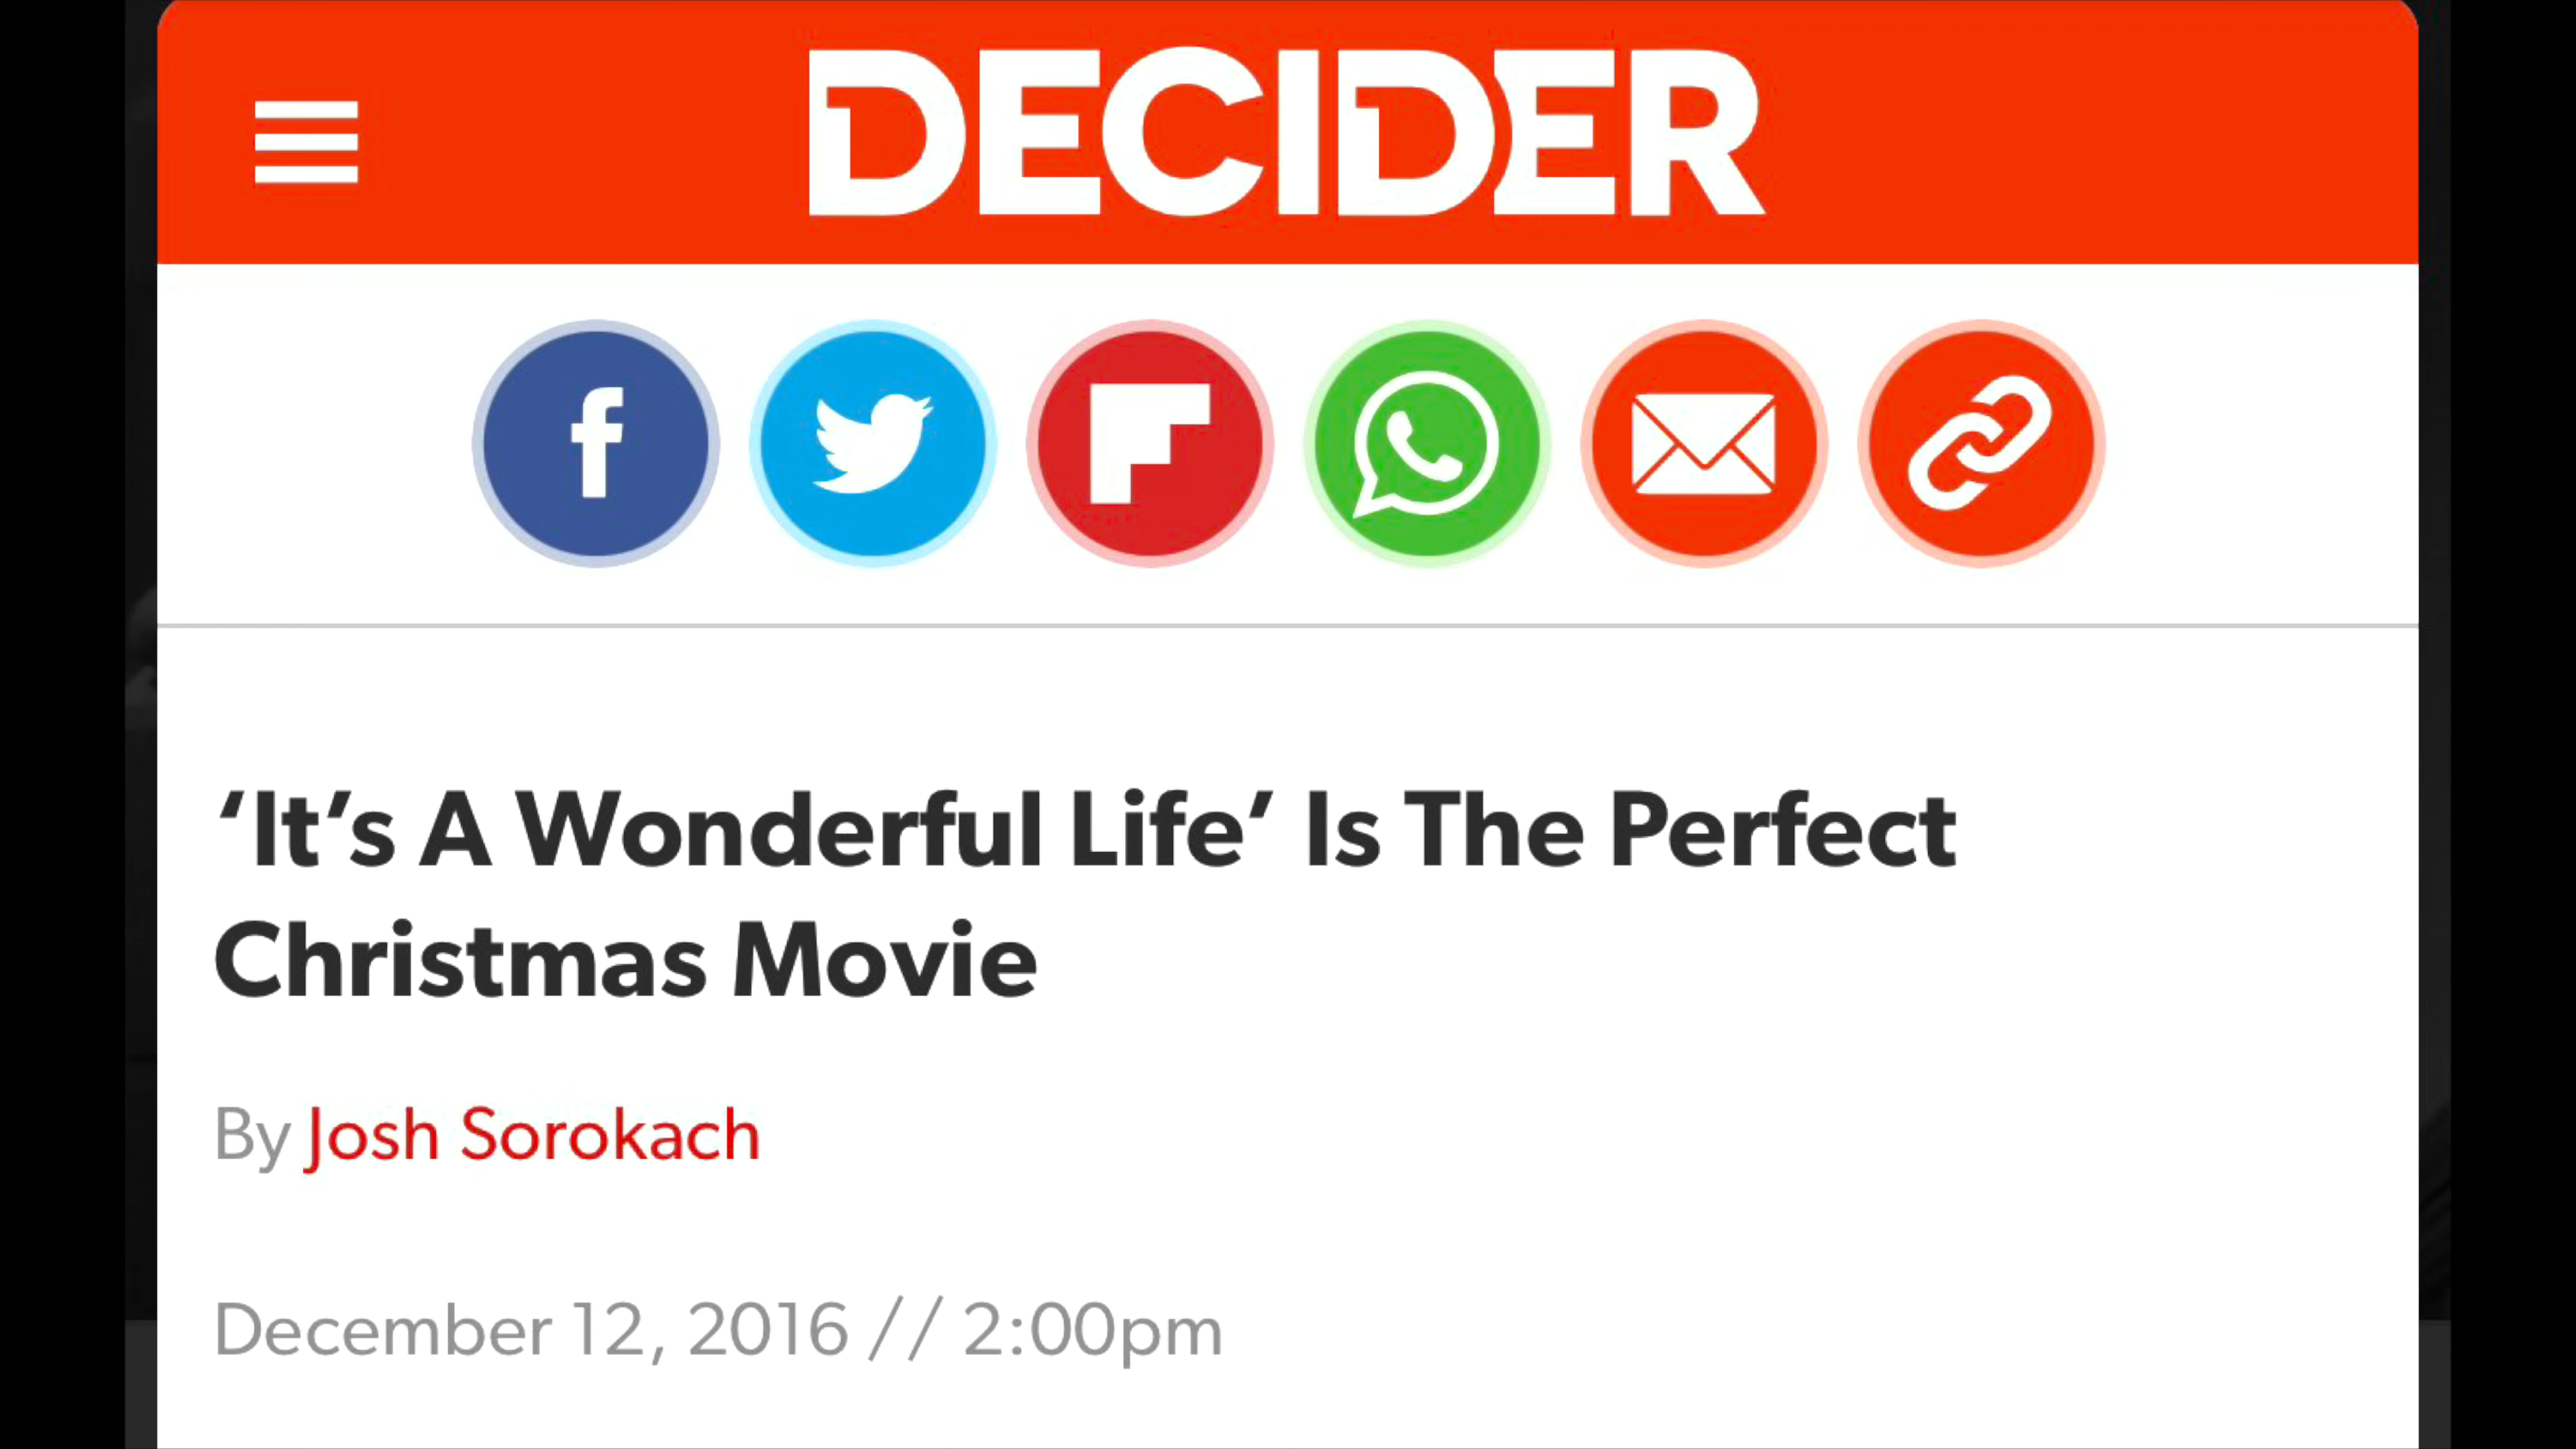 DECIDER
‘It’s A Wonderful Life’ Is The Perfect
Christmas Movie
By Josh Sorokach
December 12, 2016 // 2:00pm